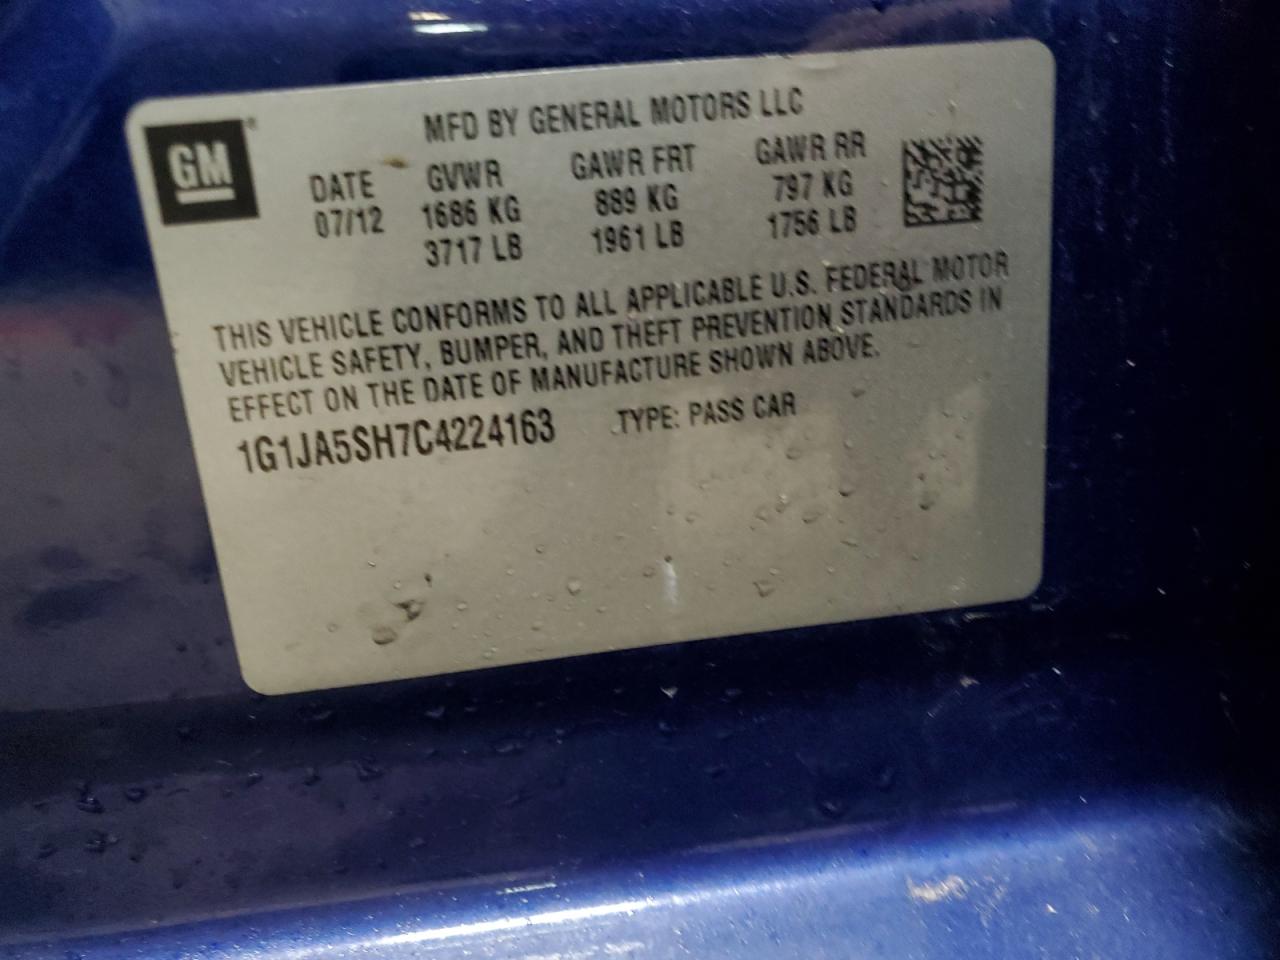 GM
MFD BY GENERAL MOTORS LLC
DATE GVWR GAWR FRT GAWR RR
07/12 1686 KG 889 KG 797 KG
3717 LB 1961 LB 1756 LB
THIS VEHICLE CONFORMS TO ALL APPLICABLE U.S. FEDERAL MOTOR
VEHICLE SAFETY, BUMPER, AND THEFT PREVENTION STANDARDS IN
EFFECT ON THE DATE OF MANUFACTURE SHOWN ABOVE.
1G1JA5SH7C4224163 TYPE: PASS CAR